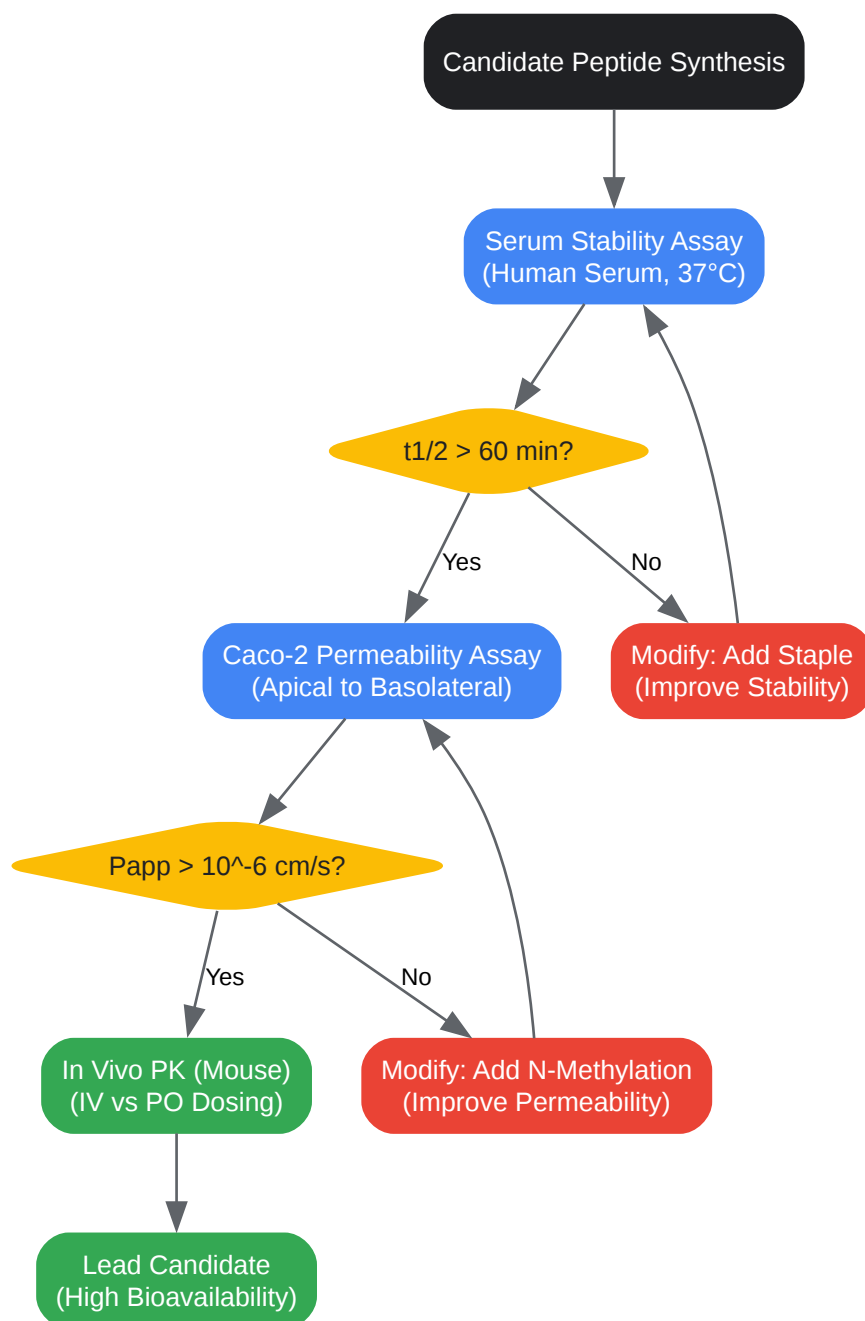 Candidate Peptide Synthesis
Serum Stability Assay
(Human Serum, 37°C)
t1/2 > 60 min?
Yes
No
Caco-2 Permeability Assay
(Apical to Basolateral)
Modify: Add Staple
(Improve Stability)
Papp > 10^-6 cm/s?
Yes
No
In Vivo PK (Mouse)
(IV vs PO Dosing)
Modify: Add N-Methylation
(Improve Permeability)
Lead Candidate
(High Bioavailability)